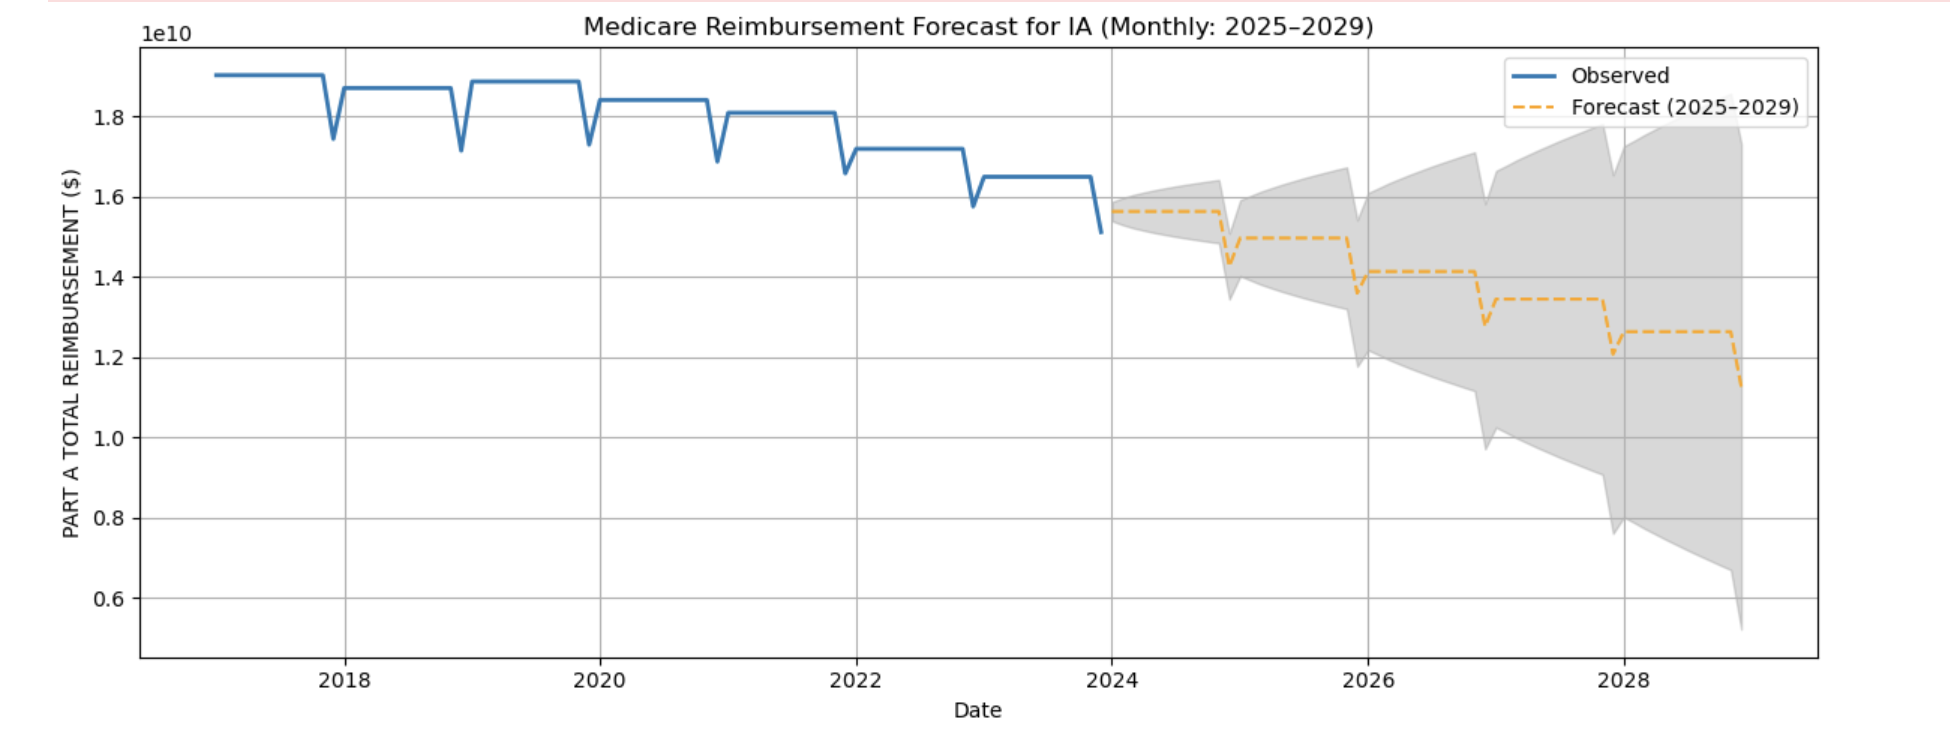 Medicare Reimbursement Forecast for IA (Monthly: 2025–2029)
1e10
Observed
Forecast (2025–2029)
1.8
1.6
1.4
1.2
1.0
0.8
0.6
PART A TOTAL REIMBURSEMENT ($)
2018
2020
2022
2024
2026
2028
Date